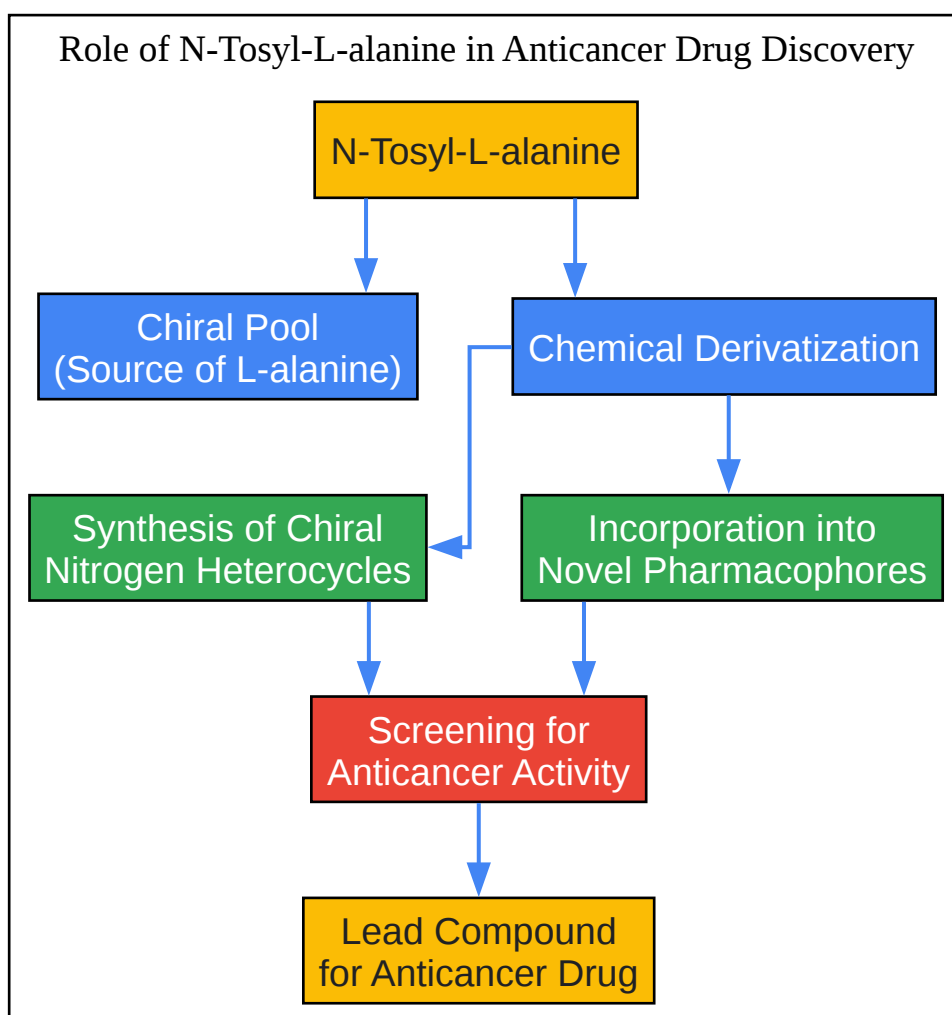 Role of N-Tosyl-L-alanine in Anticancer Drug Discovery
N-Tosyl-L-alanine
Chiral Pool
(Source of L-alanine)
Chemical Derivatization
Synthesis of Chiral
Nitrogen Heterocycles
Incorporation into
Novel Pharmacophores
Screening for
Anticancer Activity
Lead Compound
for Anticancer Drug